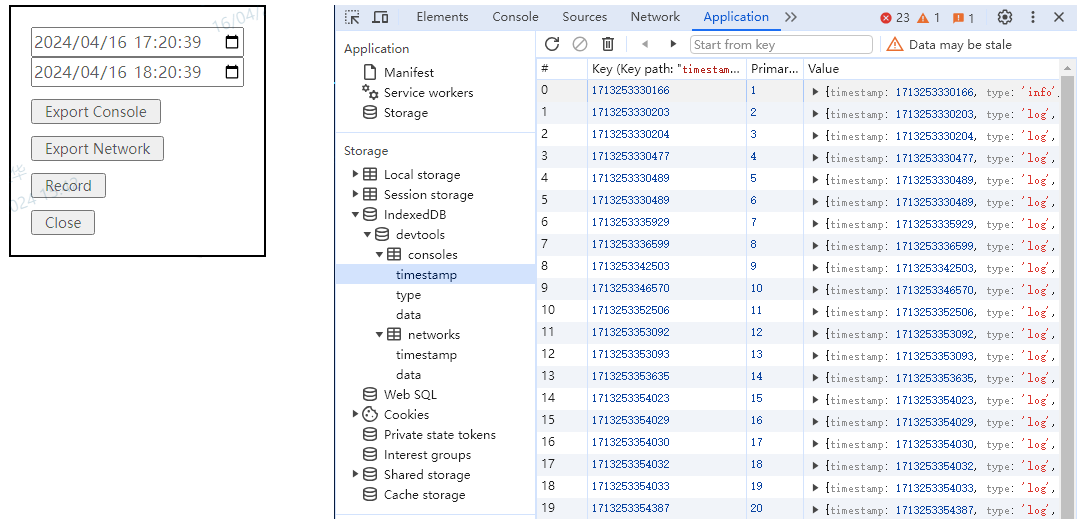 16/04/
2024/04/16 17:20:39
2024/04/16 18:20:39
Export Console
Export Network
华
Record
Close
Elements Console Sources Network Application 23 1 1
Start from key Data may be stale
Application
Manifest
Service workers
Storage
Storage
Local storage
Session storage
IndexedDB
devtools
consoles
timestamp
type
data
networks
timestamp
data
Web SQL
Cookies
Private state tokens
Interest groups
Shared storage
Cache storage
# Key (Key path: "timestam... Primar... Value
0 1713253330166 1 {timestamp: 1713253330166, type: 'info'.
1 1713253330203 2 {timestamp: 1713253330203, type: 'log',
2 1713253330204 3 {timestamp: 1713253330204, type: 'log',
3 1713253330477 4 {timestamp: 1713253330477, type: 'log',
4 1713253330489 5 {timestamp: 1713253330489, type: 'log',
5 1713253330489 6 {timestamp: 1713253330489, type: 'log',
6 1713253335929 7 {timestamp: 1713253335929, type: 'log',
7 1713253336599 8 {timestamp: 1713253336599, type: 'log',
8 1713253342503 9 {timestamp: 1713253342503, type: 'log',
9 1713253346570 10 {timestamp: 1713253346570, type: 'log',
10 1713253352506 11 {timestamp: 1713253352506, type: 'log',
11 1713253353092 12 {timestamp: 1713253353092, type: 'log',
12 1713253353093 13 {timestamp: 1713253353093, type: 'log',
13 1713253353635 14 {timestamp: 1713253353635, type: 'log',
14 1713253354023 15 {timestamp: 1713253354023, type: 'log',
15 1713253354029 16 {timestamp: 1713253354029, type: 'log',
16 1713253354030 17 {timestamp: 1713253354030, type: 'log',
17 1713253354032 18 {timestamp: 1713253354032, type: 'log',
18 1713253354033 19 {timestamp: 1713253354033, type: 'log',
19 1713253354387 20 {timestamp: 1713253354387, type: 'log',